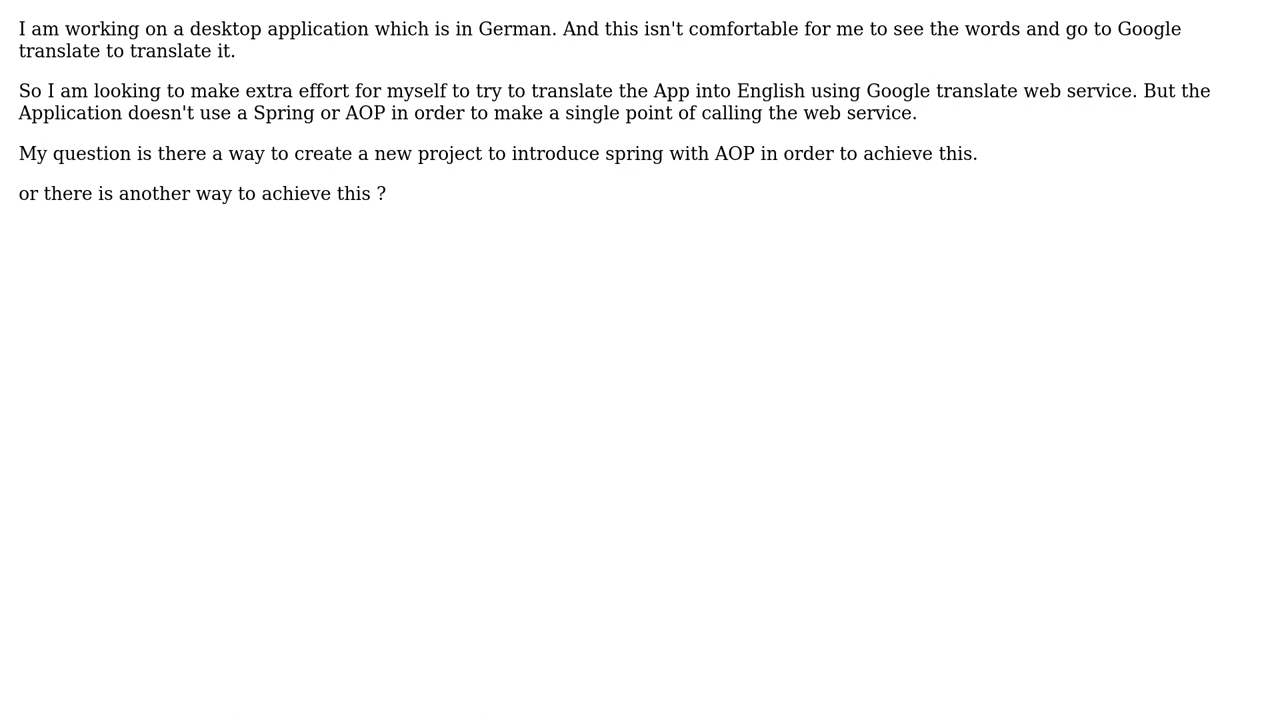 I am working on a desktop application which is in German. And this isn't comfortable for me to see the words and go to Google
translate to translate it.
So I am looking to make extra effort for myself to try to translate the App into English using Google translate web service. But the
Application doesn't use a Spring or AOP in order to make a single point of calling the web service.
My question is there a way to create a new project to introduce spring with AOP in order to achieve this.
or there is another way to achieve this ?